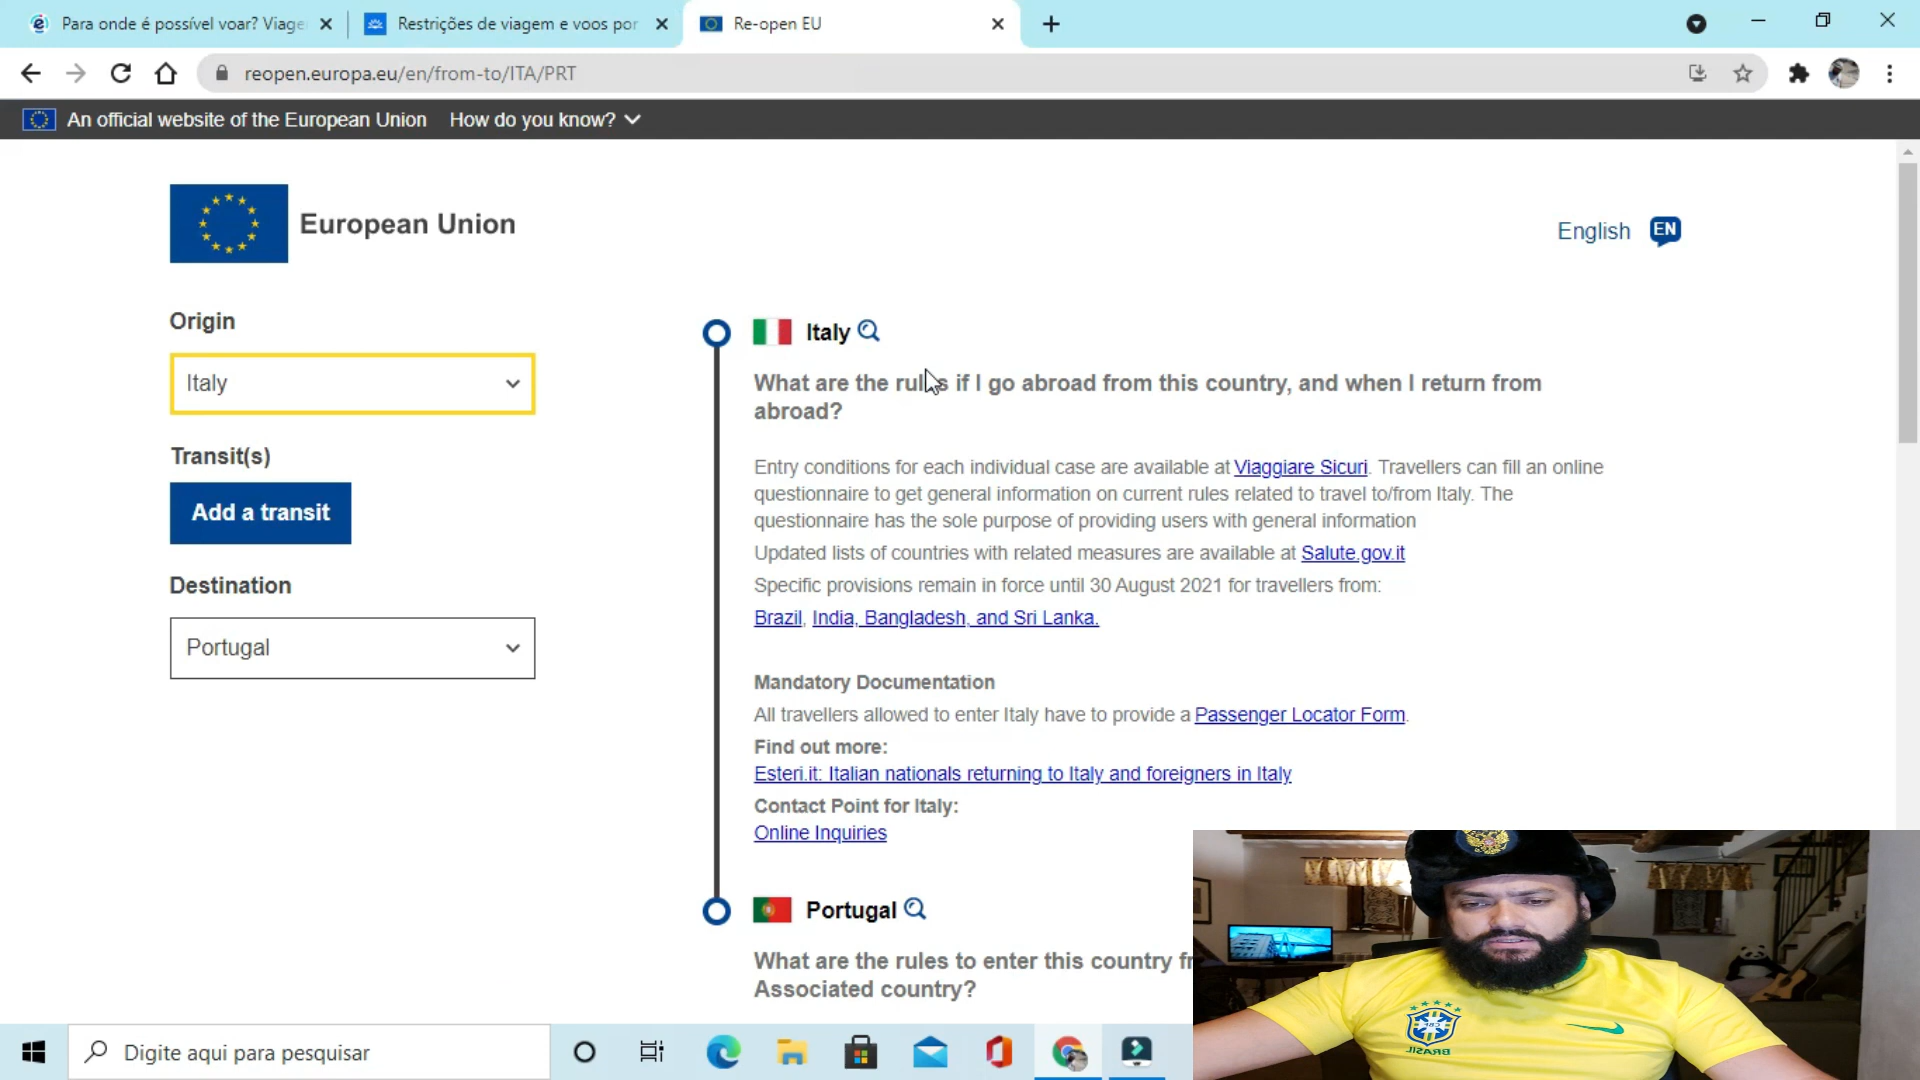 Para onde é possível voar? Viage
Restrições de viagem e voos por
Re-open EU
reopen.europa.eu/en/from-to/ITA/PRT
An official website of the European Union How do you know?
European Union
English EN
Origin
Italy
Transit(s)
Add a transit
Destination
Portugal
Italy
What are the rules if I go abroad from this country, and when I return from
abroad?
Entry conditions for each individual case are available at Viaggiare Sicuri. Travellers can fill an online
questionnaire to get general information on current rules related to travel to/from Italy. The
questionnaire has the sole purpose of providing users with general information
Updated lists of countries with related measures are available at Salute.gov.it
Specific provisions remain in force until 30 August 2021 for travellers from:
Brazil, India, Bangladesh, and Sri Lanka.
Mandatory Documentation
All travellers allowed to enter Italy have to provide a Passenger Locator Form.
Find out more:
Esteri.it: Italian nationals returning to Italy and foreigners in Italy
Contact Point for Italy:
Online Inquiries
Portugal
What are the rules to enter this country fr
Associated country?
Digite aqui para pesquisar
CBF
BRASIL